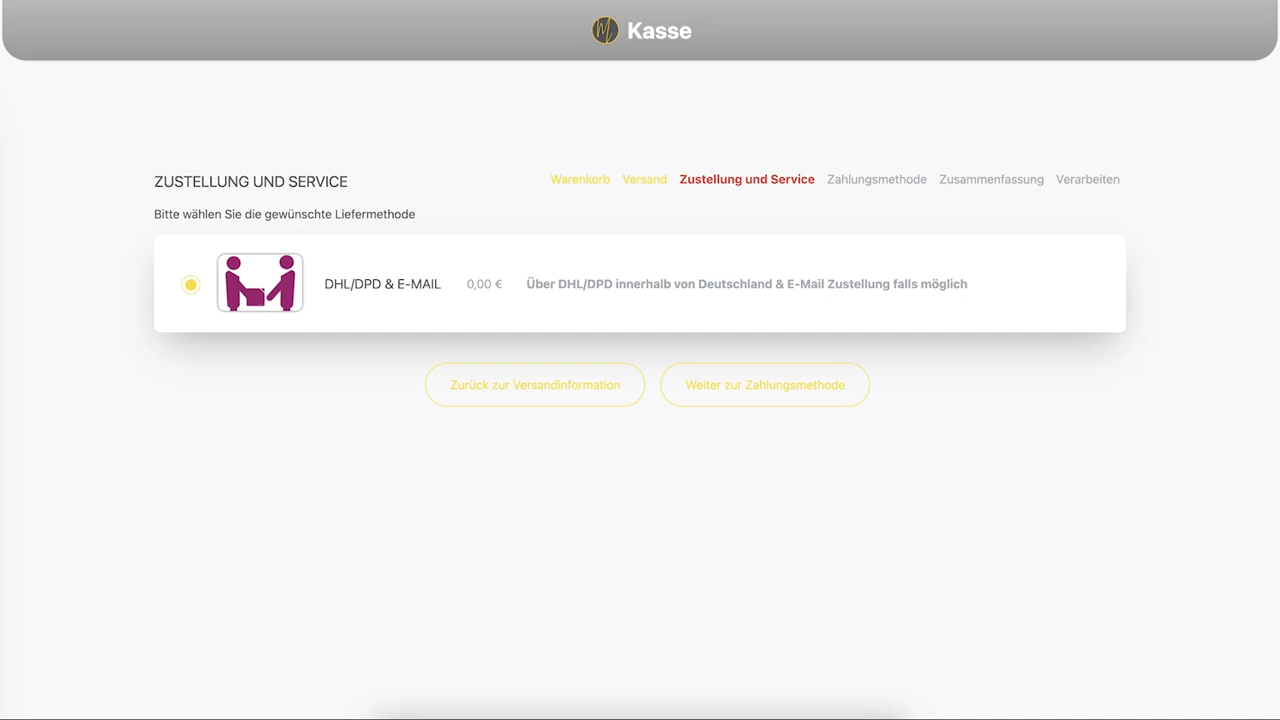 Kasse
ZUSTELLUNG UND SERVICE
Warenkorb Versand Zustellung und Service Zahlungsmethode Zusammenfassung Verarbeiten
Bitte wählen Sie die gewünschte Liefermethode
DHL/DPD & E-MAIL 0,00 € Über DHL/DPD innerhalb von Deutschland & E-Mail Zustellung falls möglich
Zurück zur Versandinformation Weiter zur Zahlungsmethode